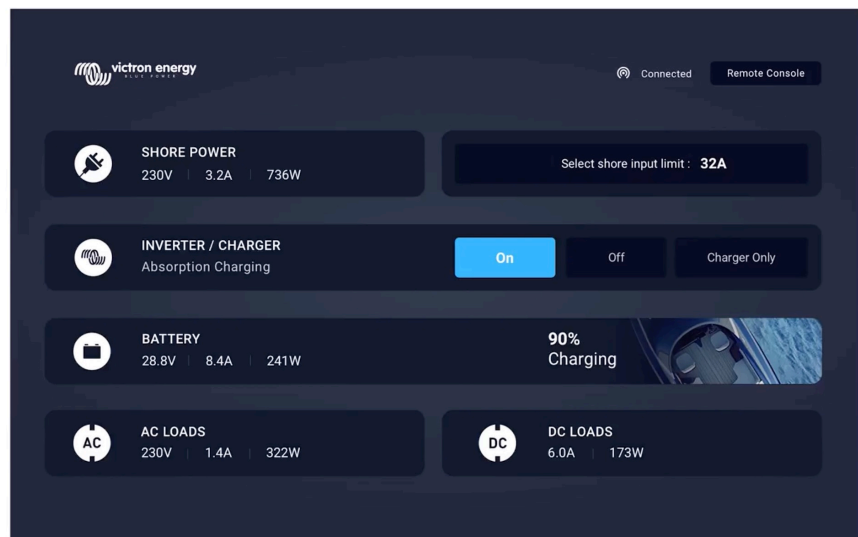 victron energy
BLUE POWER
Connected
Remote Console
SHORE POWER
230V | 3.2A | 736W
Select shore input limit : 32A
INVERTER / CHARGER
Absorption Charging
On
Off
Charger Only
BATTERY
28.8V | 8.4A | 241W
90%
Charging
AC
AC LOADS
230V | 1.4A | 322W
DC
DC LOADS
6.0A | 173W